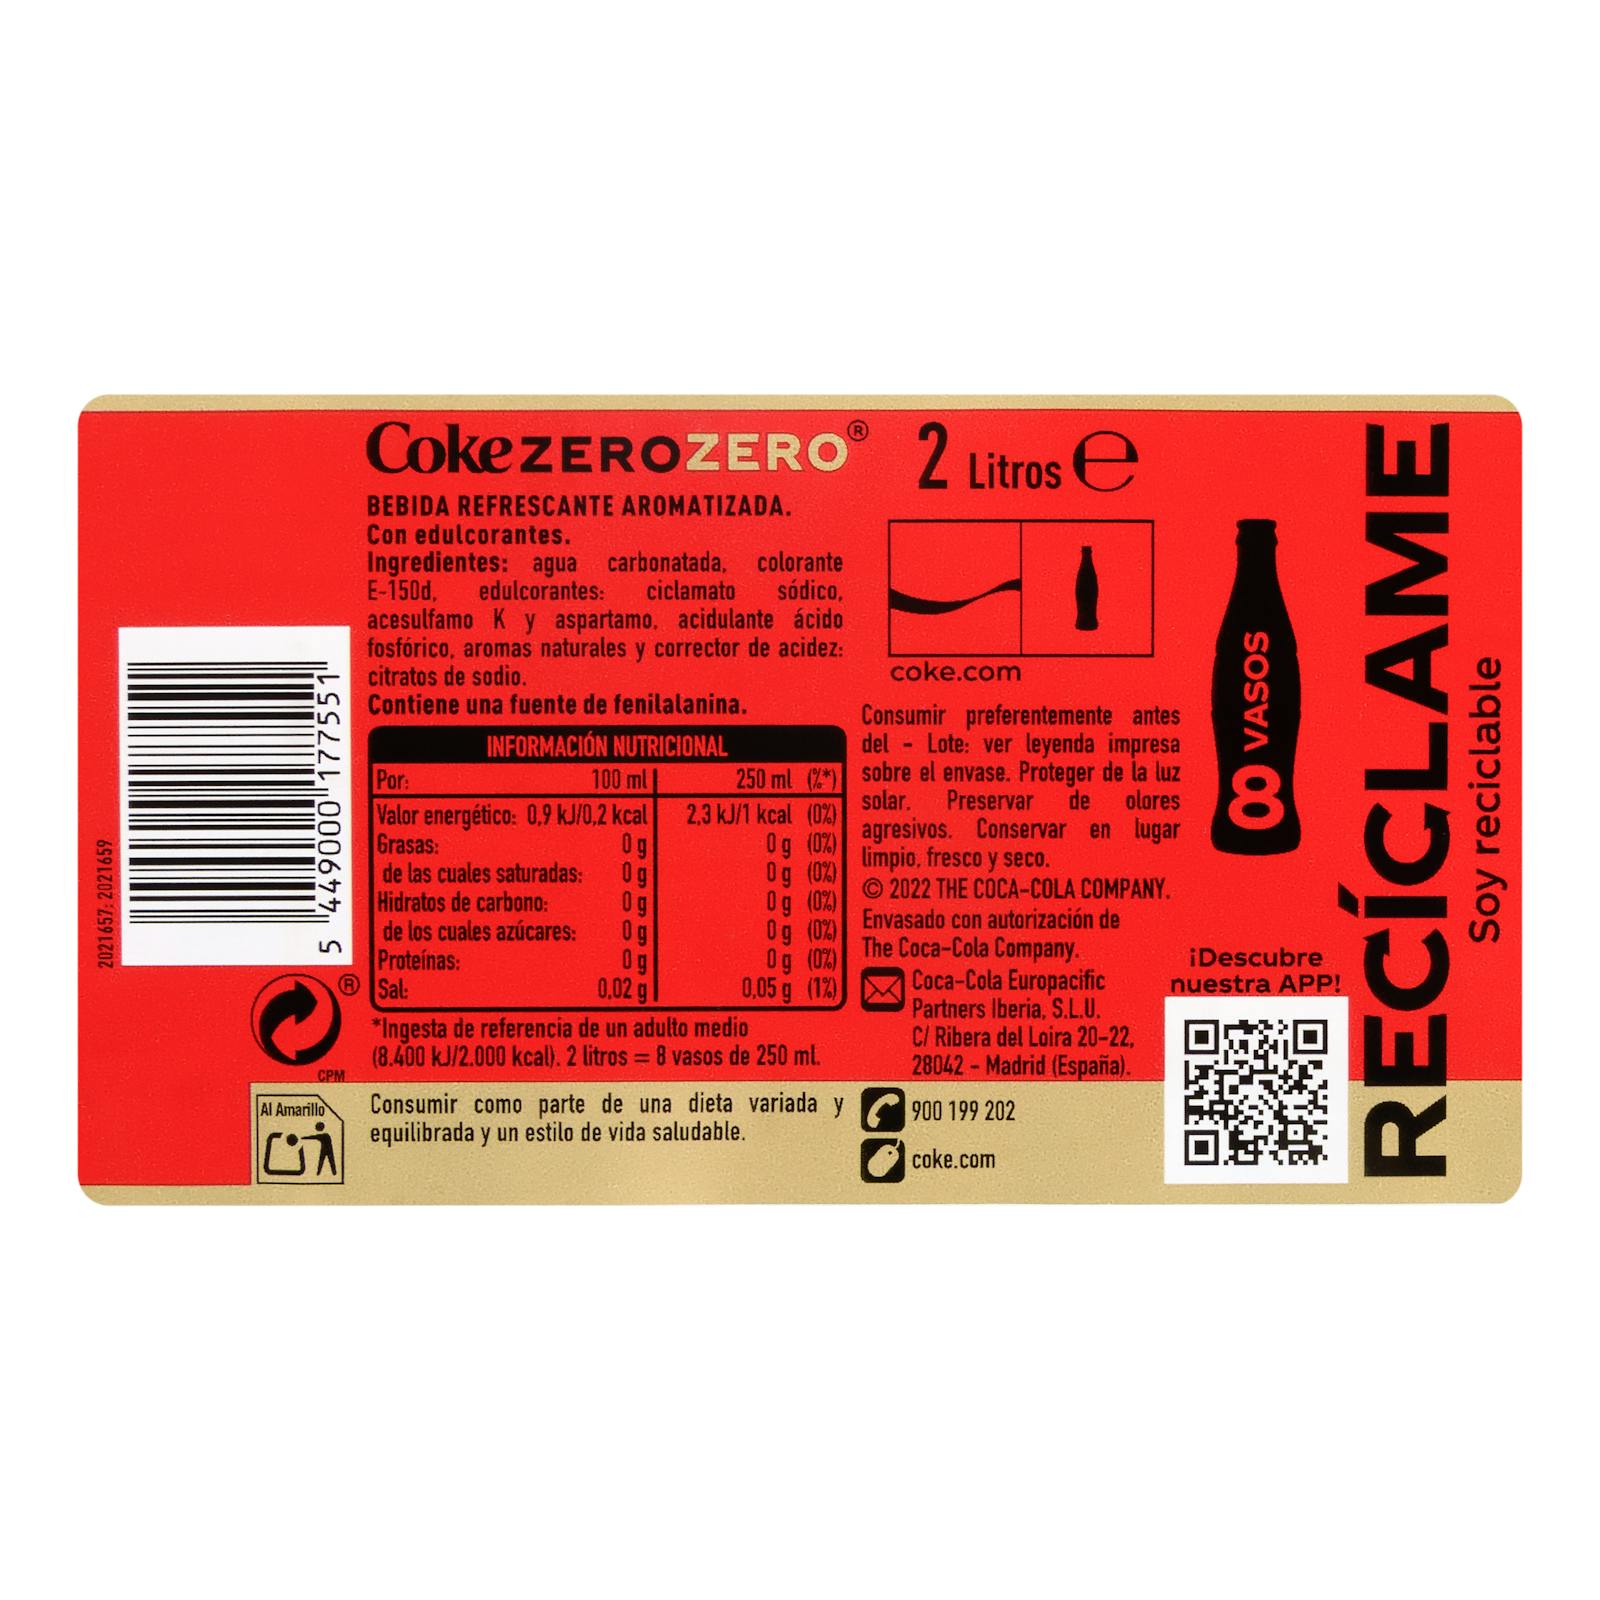 CokeZEROZERO®
BEBIDA REFRESCANTE AROMATIZADA.
Con edulcorantes.
Ingredientes: agua carbonatada, colorante
E-150d, edulcorantes: ciclamato sódico,
acesulfamo K y aspartamo, acidulante ácido
fosfórico, aromas naturales y corrector de acidez:
citratos de sodio.
Contiene una fuente de fenilalanina.
INFORMACIÓN NUTRICIONAL
Por: 100 ml 250 ml (%*)
Valor energético: 0,9 kJ/0,2 kcal 2,3 kJ/1 kcal (0%)
Grasas: 0 g 0 g (0%)
de las cuales saturadas: 0 g 0 g (0%)
Hidratos de carbono: 0 g 0 g (0%)
de los cuales azúcares: 0 g 0 g (0%)
Proteínas: 0 g 0 g (0%)
Sal: 0,02 g 0,05 g (1%)
*Ingesta de referencia de un adulto medio
(8.400 kJ/2.000 kcal). 2 litros = 8 vasos de 250 ml.
Consumir como parte de una dieta variada y
equilibrada y un estilo de vida saludable.
2021657; 2021659
5 449000 177551
®
CPM
Al Amarillo
2 Litros e
coke.com
Consumir preferentemente antes
del - Lote: ver leyenda impresa
sobre el envase. Proteger de la luz
solar. Preservar de olores
agresivos. Conservar en lugar
limpio, fresco y seco.
© 2022 THE COCA-COLA COMPANY.
Envasado con autorización de
The Coca-Cola Company.
Coca-Cola Europacific
Partners Iberia, S.L.U.
C/ Ribera del Loira 20-22,
28042 - Madrid (España).
900 199 202
coke.com
8 VASOS
¡Descubre
nuestra APP!
RECÍCLAME
Soy reciclable